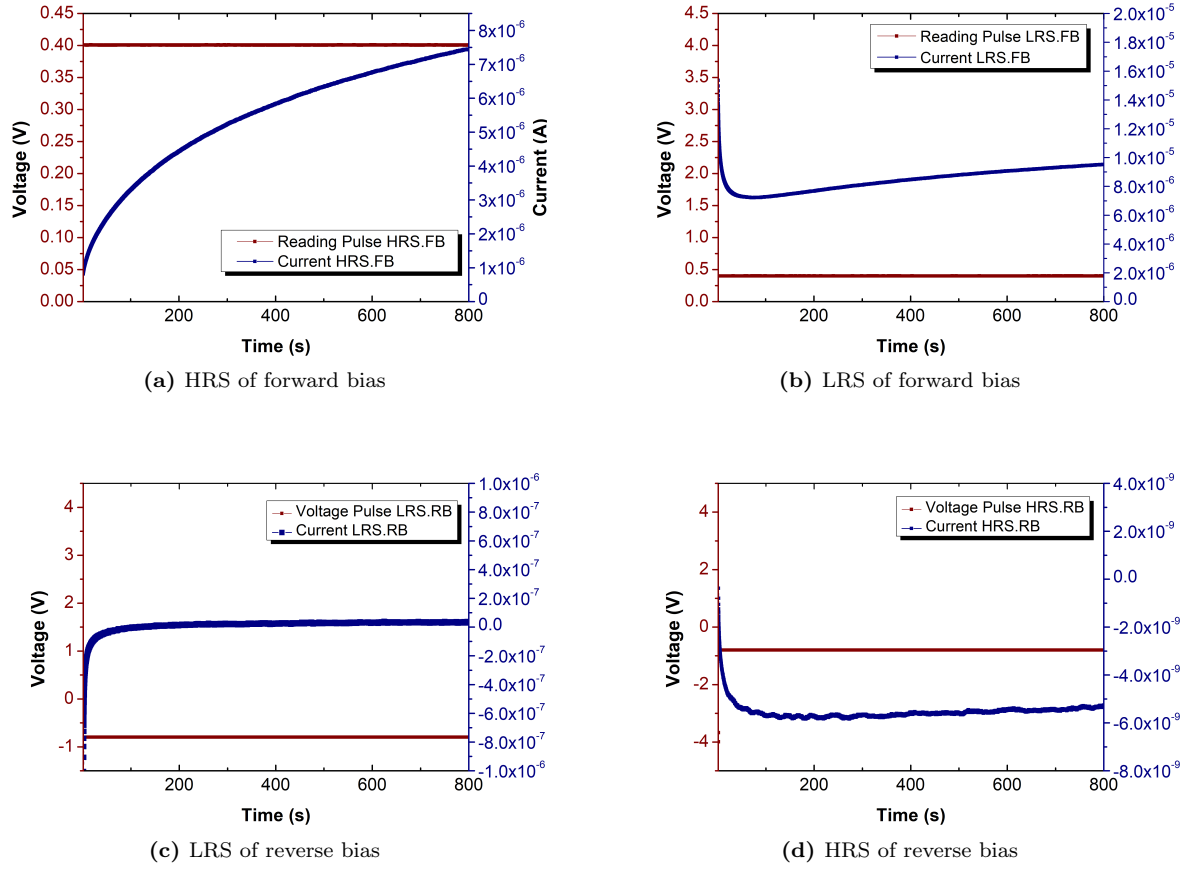 0.45
0.40
0.35
0.30
0.25
0.20
0.15
0.10
0.05
0.00
Voltage (V)
8x10⁻⁶
7x10⁻⁶
6x10⁻⁶
5x10⁻⁶
4x10⁻⁶
3x10⁻⁶
2x10⁻⁶
1x10⁻⁶
0
Current (A)
Reading Pulse HRS.FB
Current HRS.FB
200 400 600 800
Time (s)
(a) HRS of forward bias
4.5
4.0
3.5
3.0
2.5
2.0
1.5
1.0
0.5
Voltage (V)
2.0x10⁻⁵
1.8x10⁻⁵
1.6x10⁻⁵
1.4x10⁻⁵
1.2x10⁻⁵
1.0x10⁻⁵
8.0x10⁻⁶
6.0x10⁻⁶
4.0x10⁻⁶
2.0x10⁻⁶
0.0
Reading Pulse LRS.FB
Current LRS.FB
200 400 600 800
Time (s)
(b) LRS of forward bias
4
3
2
1
0
-1
Voltage (V)
1.0x10⁻⁶
8.0x10⁻⁷
6.0x10⁻⁷
4.0x10⁻⁷
2.0x10⁻⁷
0.0
-2.0x10⁻⁷
-4.0x10⁻⁷
-6.0x10⁻⁷
-8.0x10⁻⁷
-1.0x10⁻⁶
Voltage Pulse LRS.RB
Current LRS.RB
200 400 600 800
Time (s)
(c) LRS of reverse bias
4
2
0
-2
-4
Voltage (V)
4.0x10⁻⁹
2.0x10⁻⁹
0.0
-2.0x10⁻⁹
-4.0x10⁻⁹
-6.0x10⁻⁹
-8.0x10⁻⁹
Voltage Pulse HRS.RB
Current HRS.RB
200 400 600 800
Time (s)
(d) HRS of reverse bias